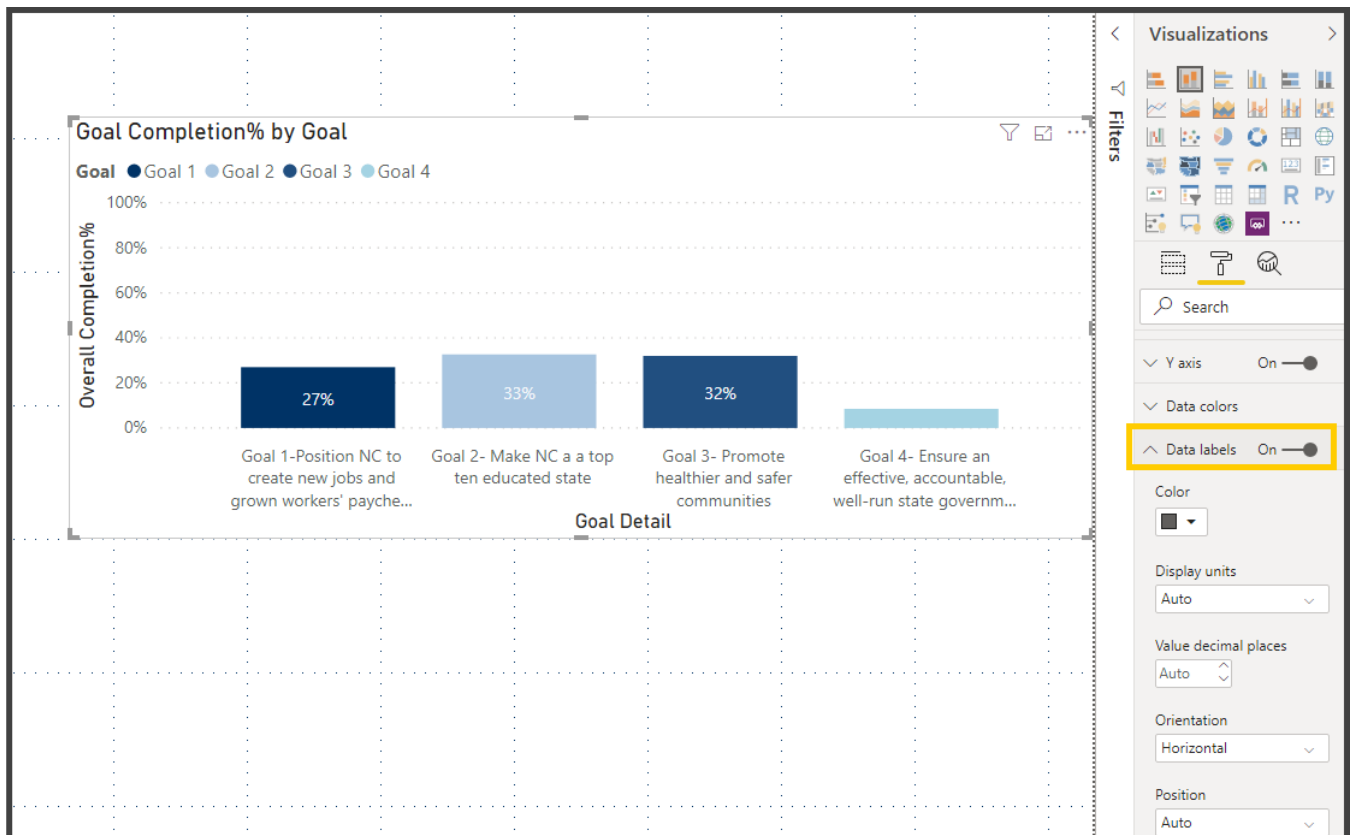 Goal Completion% by Goal
Goal Goal 1 Goal 2 Goal 3 Goal 4
Overall Completion%
100%
80%
60%
40%
20%
0%
27%
33%
32%
Goal 1-Position NC to
create new jobs and
grown workers' payche...
Goal 2- Make NC a a top
ten educated state
Goal 3- Promote
healthier and safer
communities
Goal 4- Ensure an
effective, accountable,
well-run state governm...
Goal Detail
Filters
Visualizations
123
R Py
Search
Y axis On
Data colors
Data labels On
Color
Display units
Auto
Value decimal places
Auto
Orientation
Horizontal
Position
Auto